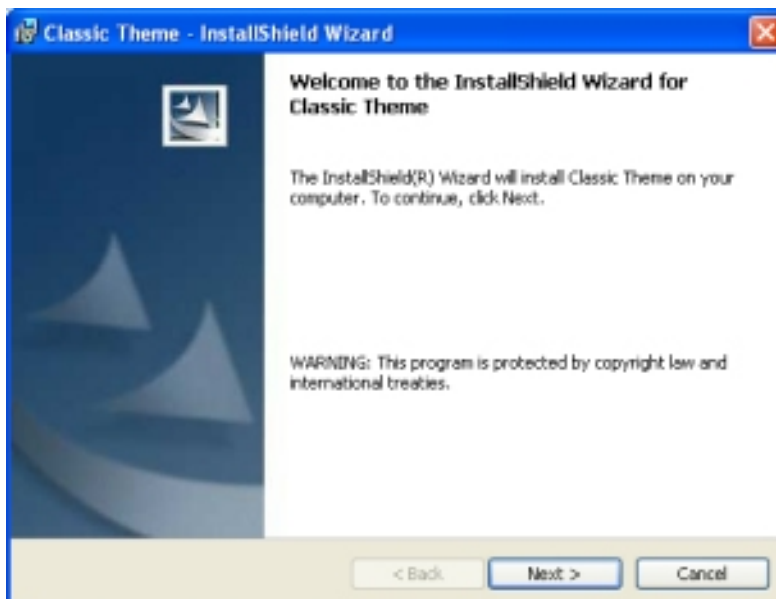 Classic Theme - InstallShield Wizard
Welcome to the InstallShield Wizard for
Classic Theme
The InstallShield(R) Wizard will install Classic Theme on your
computer. To continue, click Next.
WARNING: This program is protected by copyright law and
international treaties.
< Back
Next >
Cancel